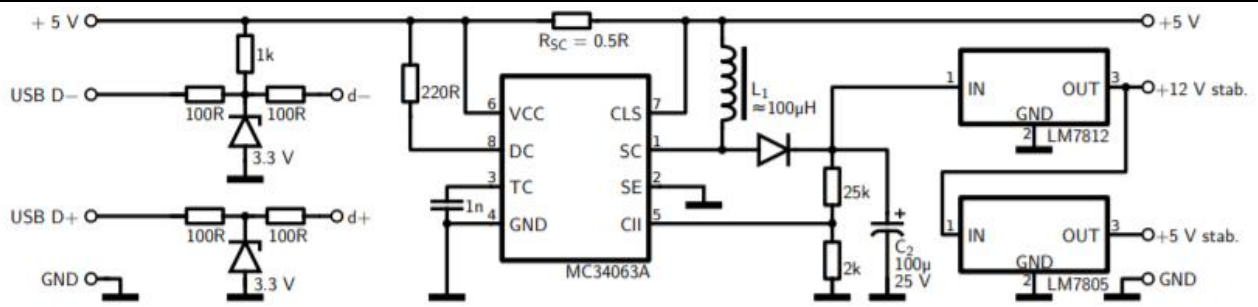 + 5 V
+5 V
R_SC = 0.5R
1k
USB D−
100R
100R
d−
3.3 V
220R
6
VCC
CLS
7
8
DC
SC
1
3
TC
SE
2
4
GND
CII
5
MC34063A
1n
L1
≈100µH
25k
2k
+
C2
100µ
25 V
1
IN
OUT
3
+12 V stab.
GND
2
LM7812
USB D+
100R
100R
d+
3.3 V
1
IN
OUT
3
+5 V stab.
GND
2
LM7805
GND
GND